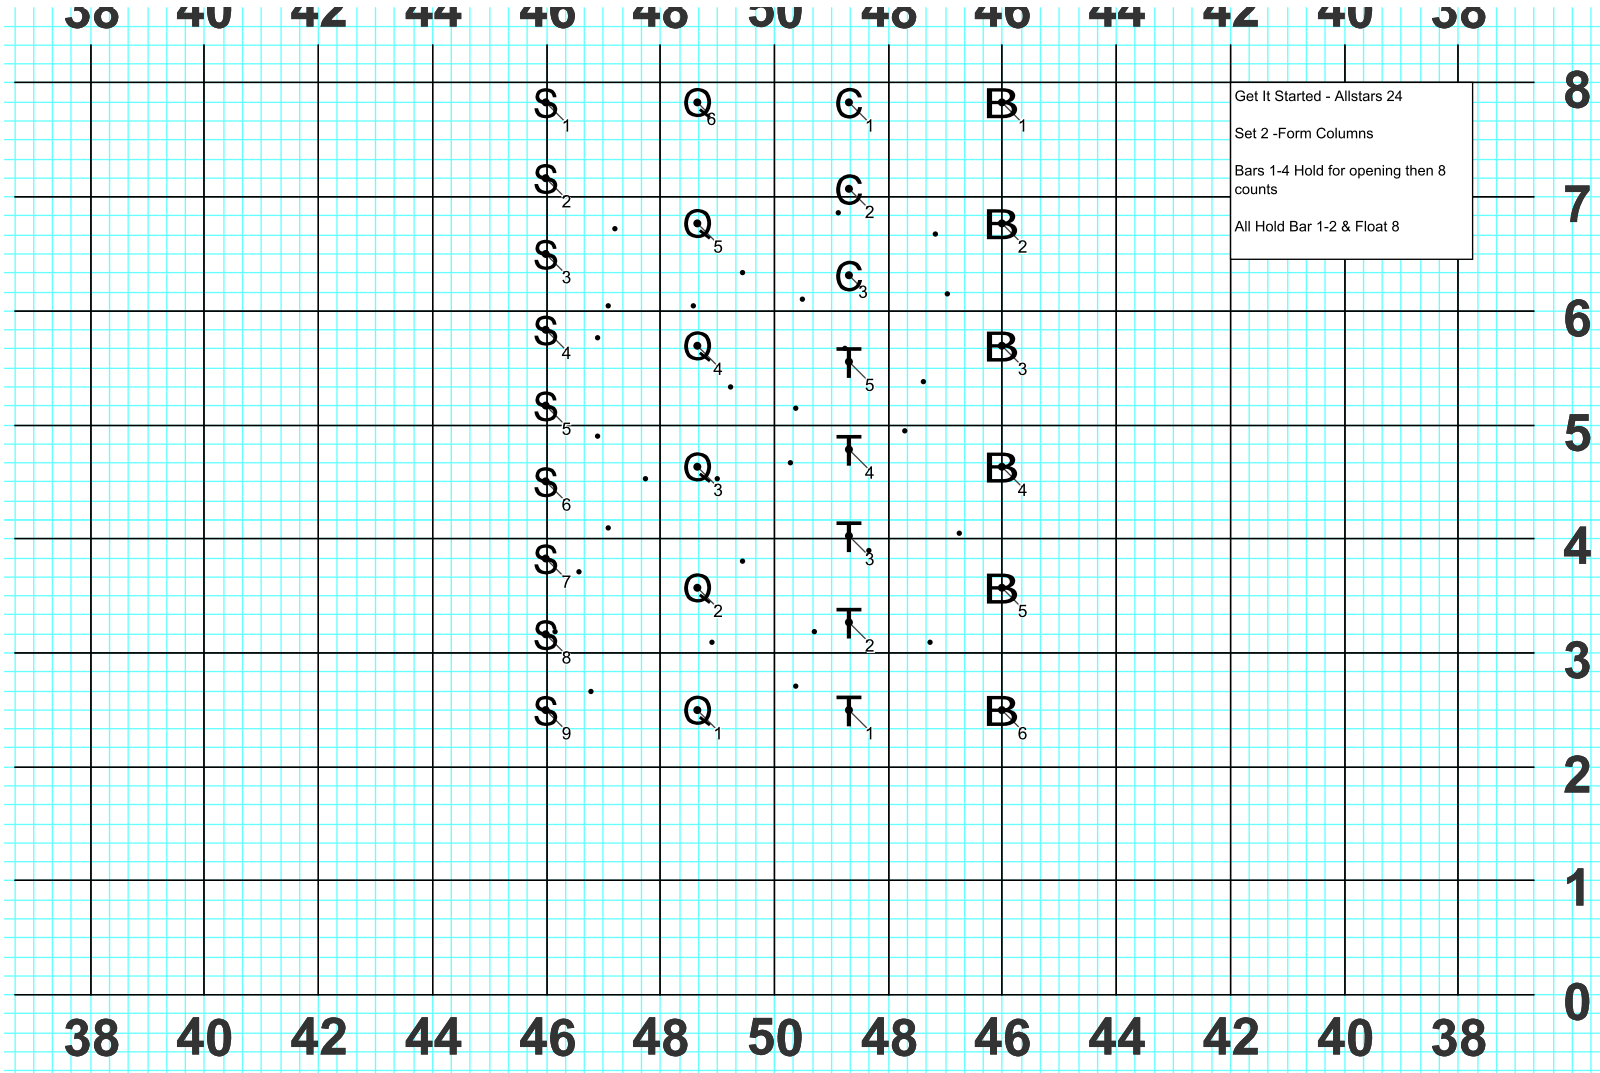 38 40 42 44 46 48 50 48 46 44 42 40 38
8
S1 Q6 C1 B1
Get It Started - Allstars 24
Set 2 -Form Columns
Bars 1-4 Hold for opening then 8
counts
All Hold Bar 1-2 & Float 8
S2 C2
7
Q5 B2
S3 C3
6
S4 Q4 T5 B3
S5
5
T4
S6 Q3 B4
T3
4
S7
Q2 B5
S8 T2
3
S9 Q1 T1 B6
2
1
0
38 40 42 44 46 48 50 48 46 44 42 40 38